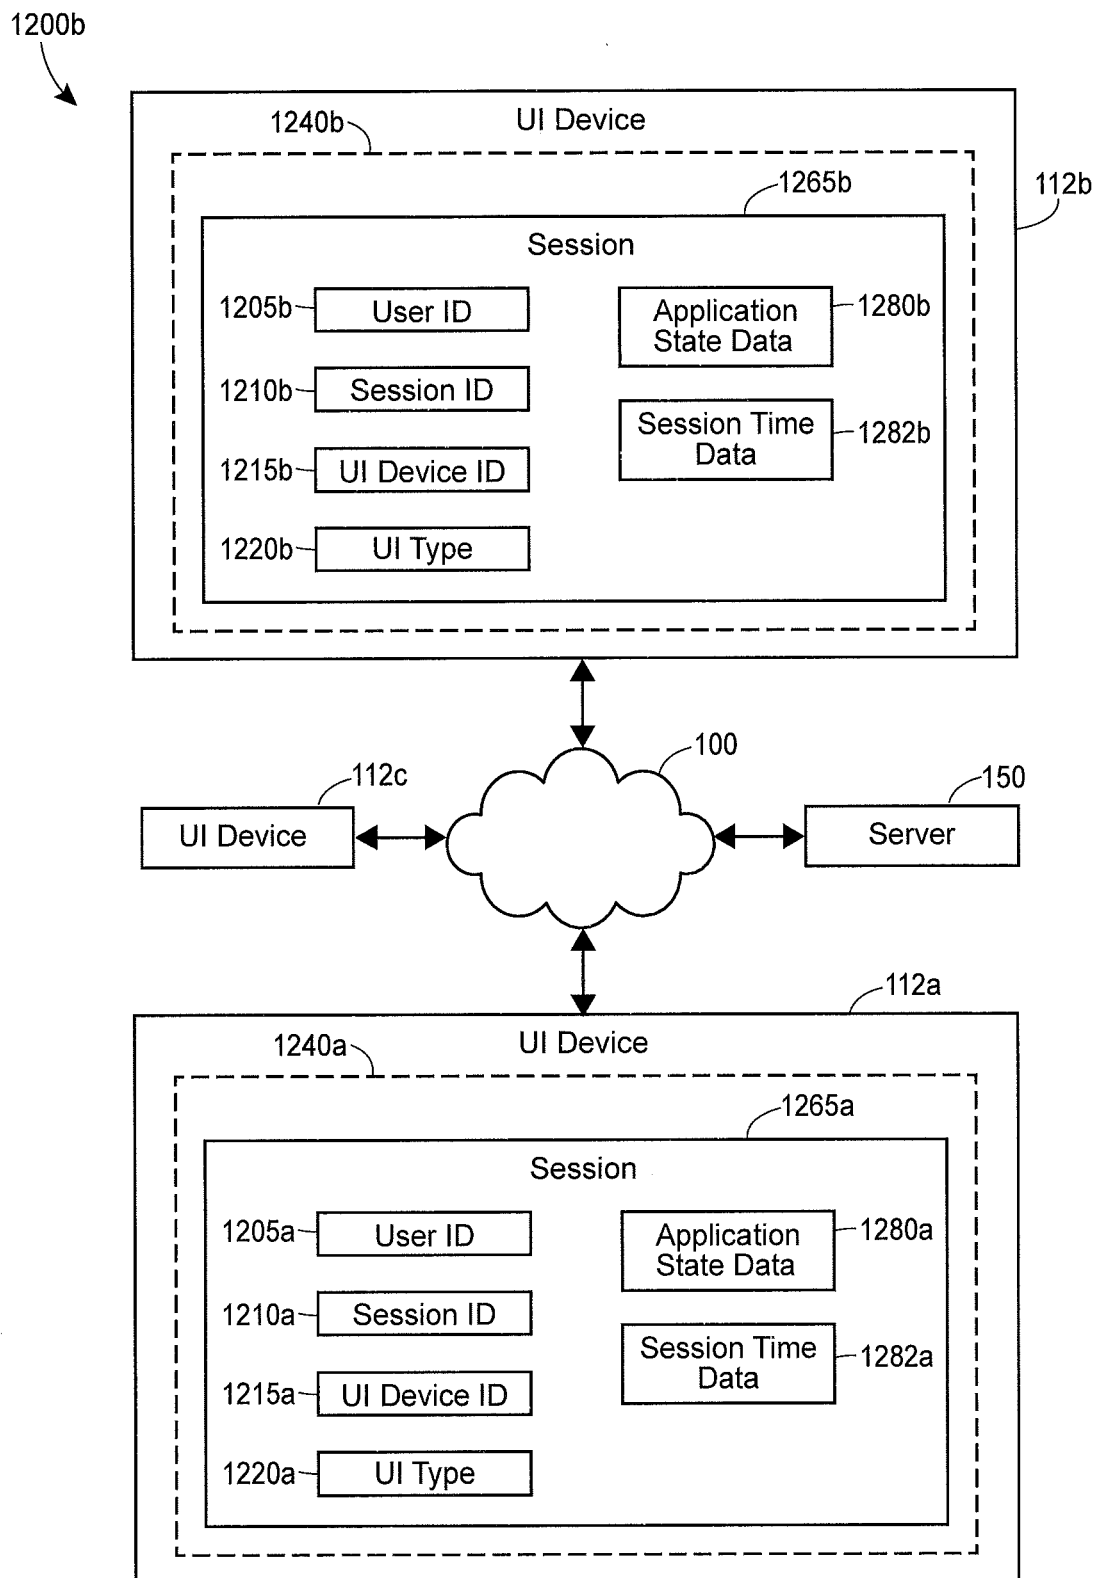 1200b
UI Device
1240b
1265b
112b
Session
1205b
User ID
Application
State Data
1280b
1210b
Session ID
Session Time
Data
1282b
1215b
UI Device ID
1220b
UI Type
100
112c
150
UI Device
Server
112a
UI Device
1240a
1265a
Session
1205a
User ID
Application
State Data
1280a
1210a
Session ID
Session Time
Data
1282a
1215a
UI Device ID
1220a
UI Type